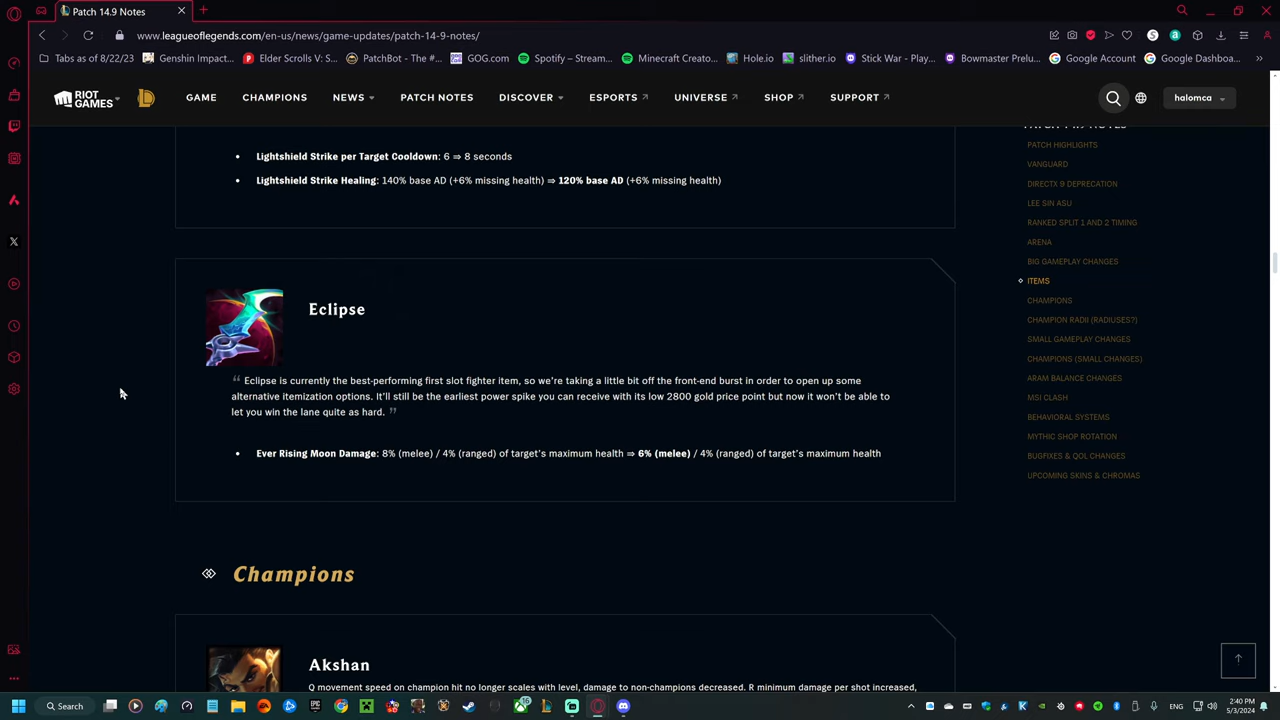 Patch 14.9 Notes
www.leagueoflegends.com/en-us/news/game-updates/patch-14-9-notes/
Tabs as of 8/22/23
Genshin Impact...
Elder Scrolls V: S...
PatchBot - The #...
GOG.com
Spotify – Stream...
Minecraft Creato...
Hole.io
slither.io
Stick War - Play...
Bowmaster Prelu...
Google Account
Google Dashboa...
RIOT GAMES
GAME
CHAMPIONS
NEWS
PATCH NOTES
DISCOVER
ESPORTS
UNIVERSE
SHOP
SUPPORT
halomca
• Lightshield Strike per Target Cooldown: 6 ⇒ 8 seconds
• Lightshield Strike Healing: 140% base AD (+6% missing health) ⇒ 120% base AD (+6% missing health)
Eclipse
“ Eclipse is currently the best-performing first slot fighter item, so we're taking a little bit off the front-end burst in order to open up some
alternative itemization options. It'll still be the earliest power spike you can receive with its low 2800 gold price point but now it won't be able to
let you win the lane quite as hard. ”
• Ever Rising Moon Damage: 8% (melee) / 4% (ranged) of target's maximum health ⇒ 6% (melee) / 4% (ranged) of target's maximum health
Champions
Akshan
Q movement speed on champion hit no longer scales with level, damage to non-champions decreased. R minimum damage per shot increased,
PATCH 14.9 NOTES
PATCH HIGHLIGHTS
VANGUARD
DIRECTX 9 DEPRECATION
LEE SIN ASU
RANKED SPLIT 1 AND 2 TIMING
ARENA
BIG GAMEPLAY CHANGES
ITEMS
CHAMPIONS
CHAMPION RADII (RADIUSES?)
SMALL GAMEPLAY CHANGES
CHAMPIONS (SMALL CHANGES)
ARAM BALANCE CHANGES
MSI CLASH
BEHAVIORAL SYSTEMS
MYTHIC SHOP ROTATION
BUGFIXES & QOL CHANGES
UPCOMING SKINS & CHROMAS
Search
2:40 PM
5/3/2024